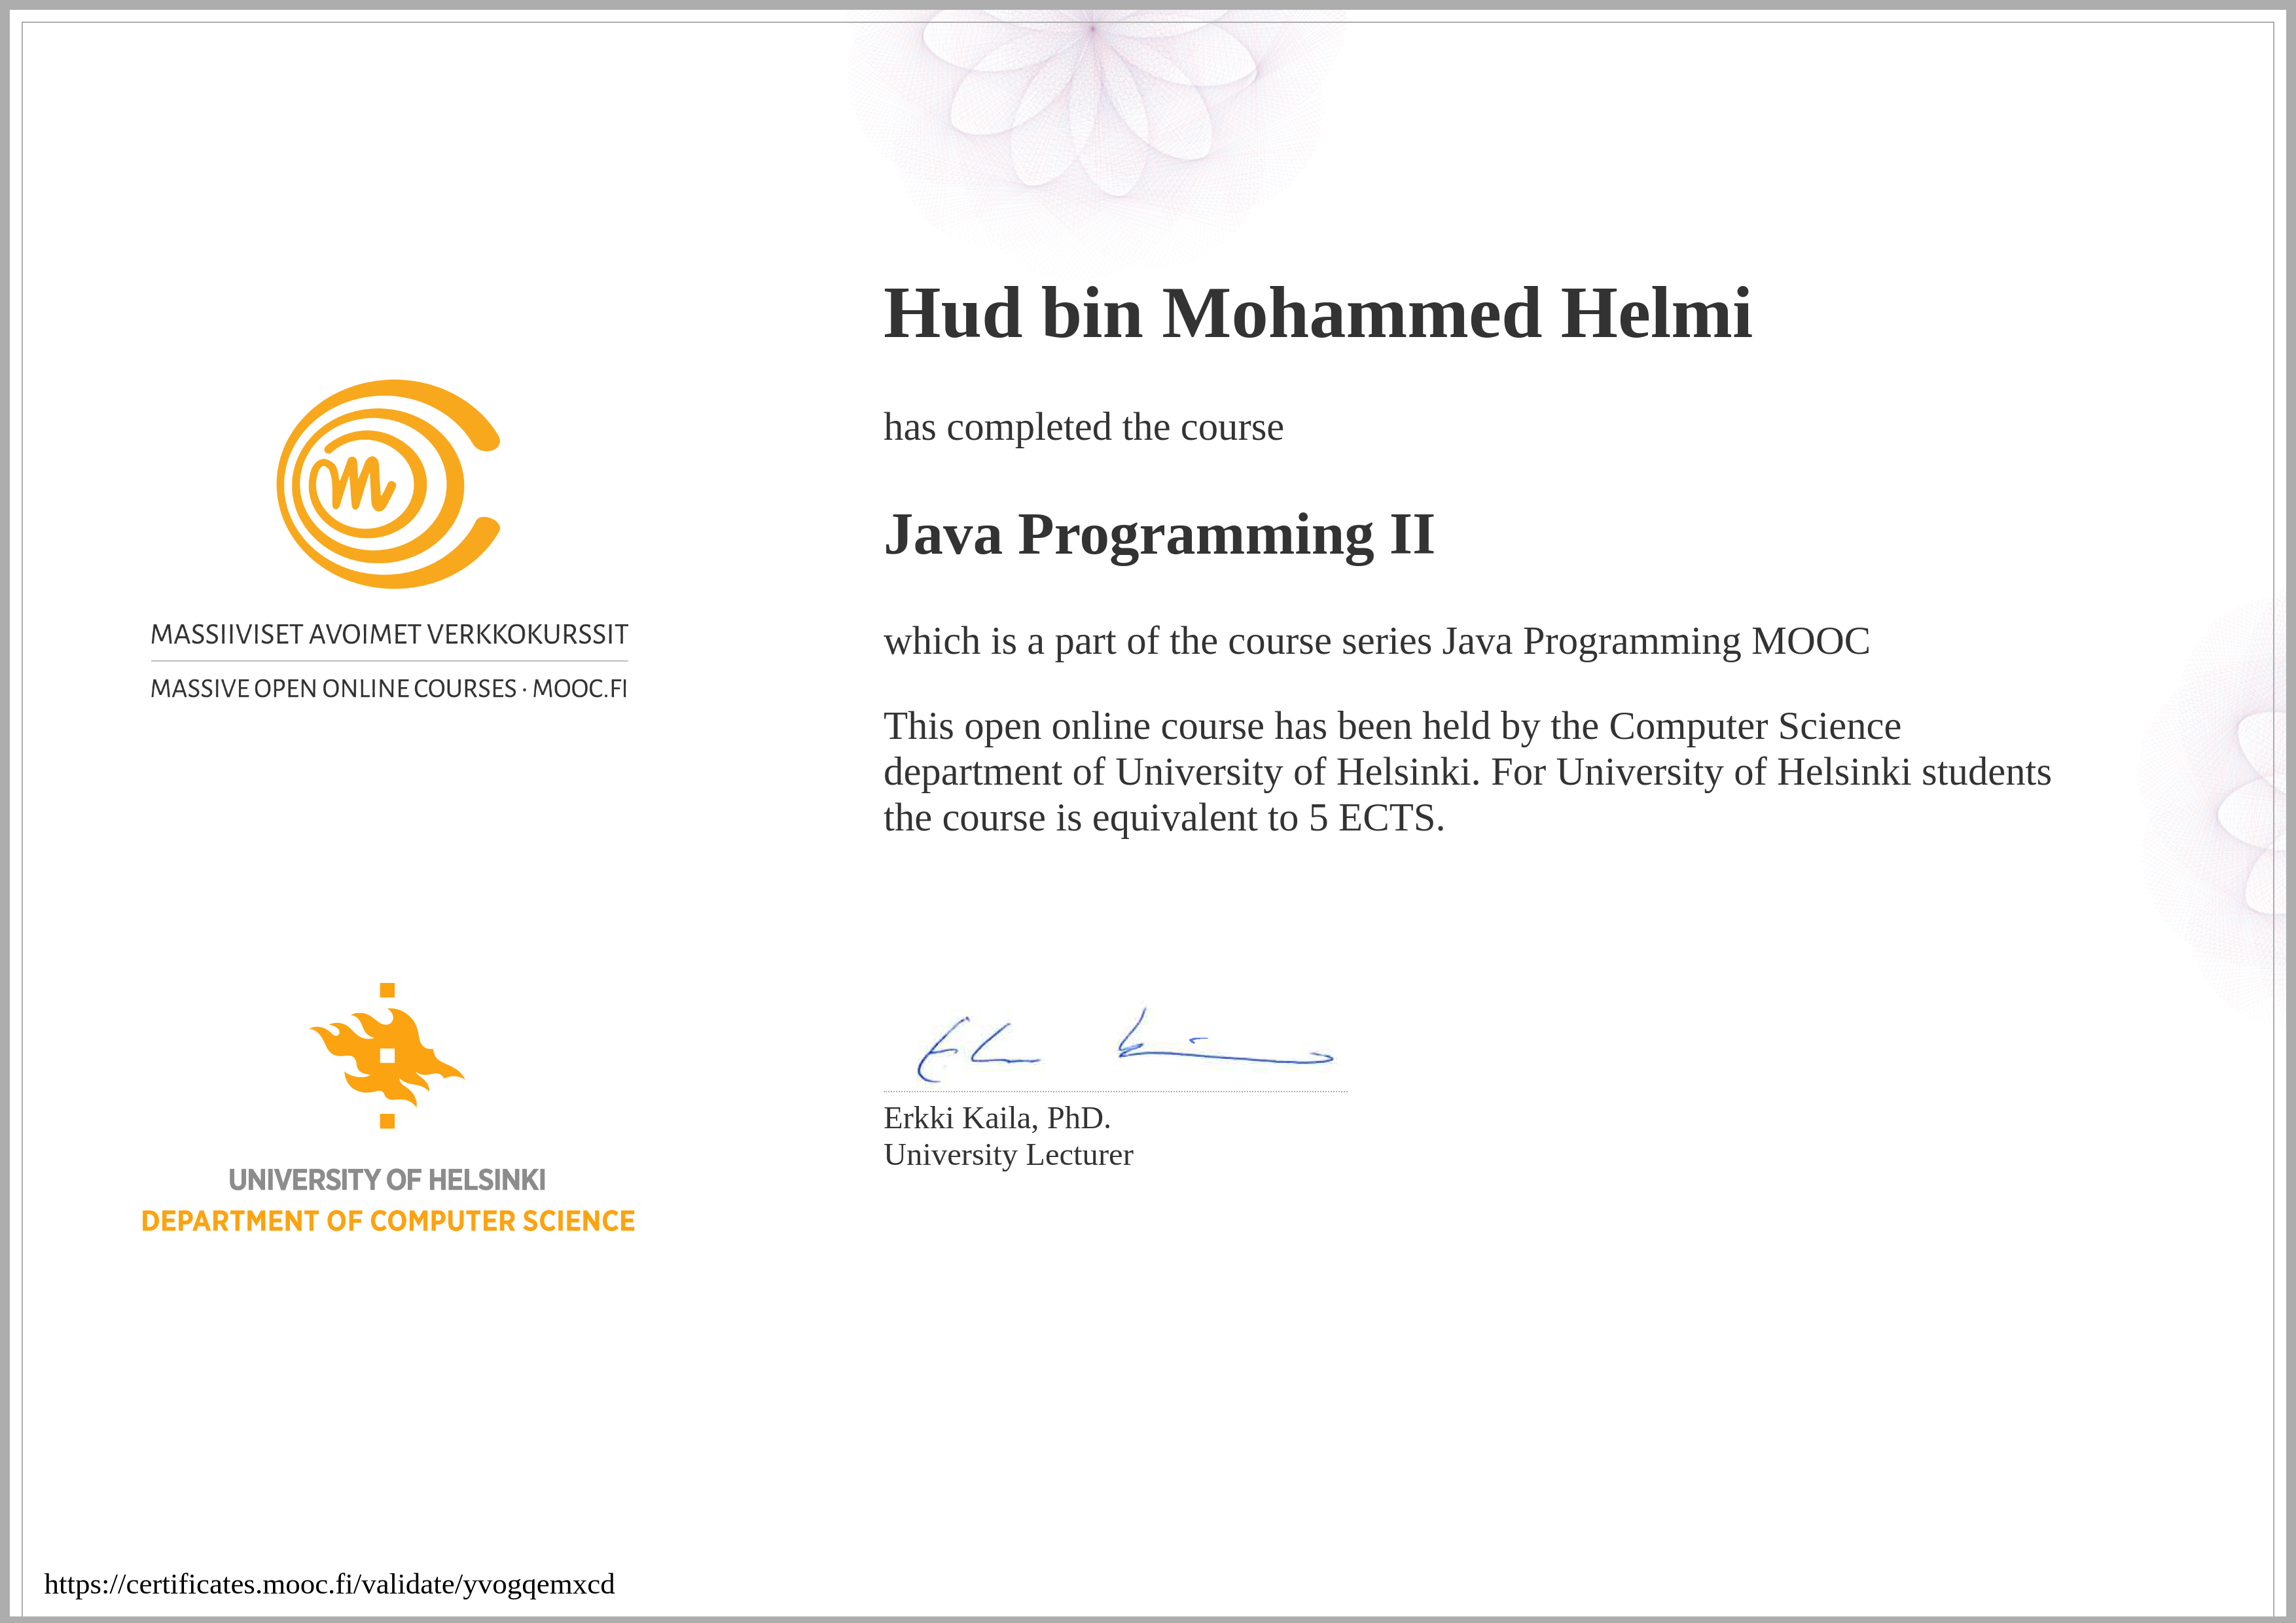 Hud bin Mohammed Helmi
has completed the course
Java Programming II
which is a part of the course series Java Programming MOOC
This open online course has been held by the Computer Science
department of University of Helsinki. For University of Helsinki students
the course is equivalent to 5 ECTS.
Erkki Kaila, PhD.
University Lecturer
m
MASSIIVISET AVOIMET VERKKOKURSSIT
MASSIVE OPEN ONLINE COURSES · MOOC.FI
UNIVERSITY OF HELSINKI
DEPARTMENT OF COMPUTER SCIENCE
https://certificates.mooc.fi/validate/yvogqemxcd